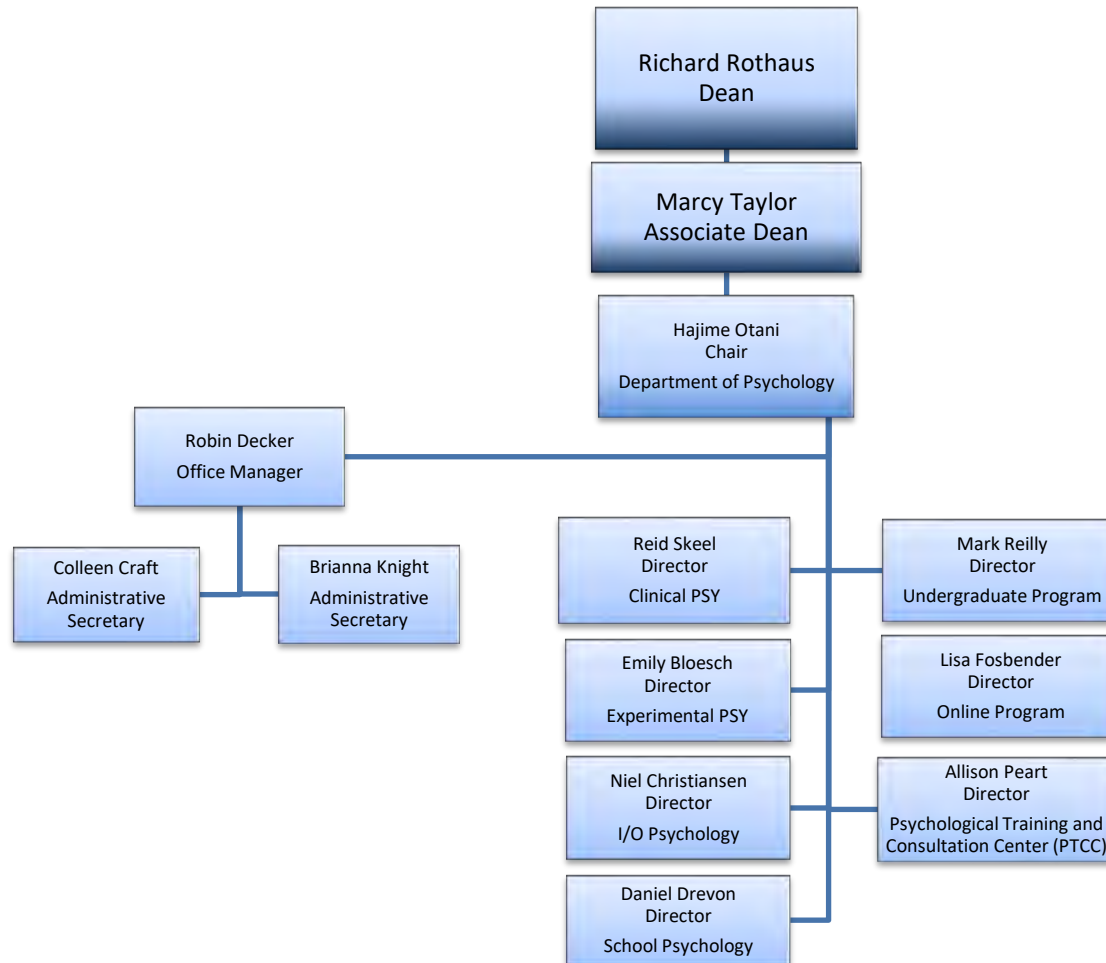 Richard Rothaus
Dean
Marcy Taylor
Associate Dean
Hajime Otani
Chair
Department of Psychology
Robin Decker
Office Manager
Colleen Craft
Administrative
Secretary
Brianna Knight
Administrative
Secretary
Reid Skeel
Director
Clinical PSY
Mark Reilly
Director
Undergraduate Program
Emily Bloesch
Director
Experimental PSY
Lisa Fosbender
Director
Online Program
Niel Christiansen
Director
I/O Psychology
Allison Peart
Director
Psychological Training and
Consultation Center (PTCC)
Daniel Drevon
Director
School Psychology